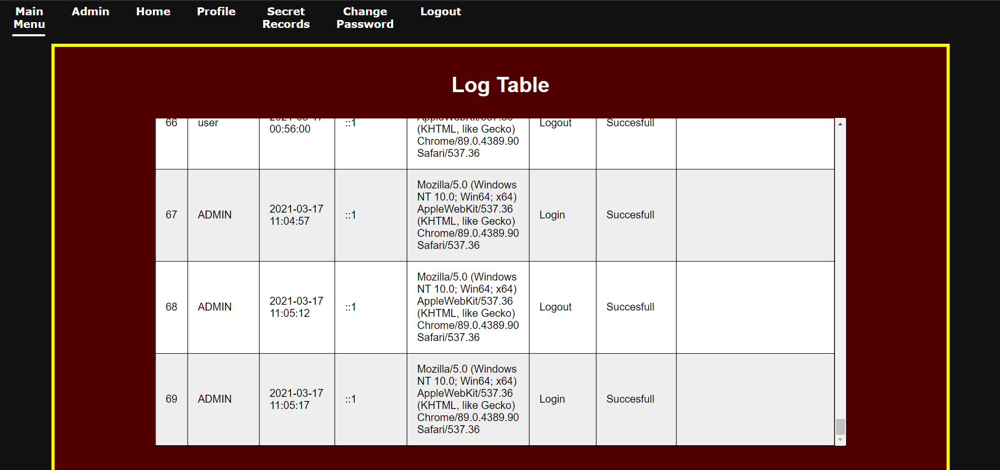 Main Menu
Admin
Home
Profile
Secret Records
Change Password
Logout
Log Table
66 user 00:56:00 ::1 (KHTML, like Gecko) Chrome/89.0.4389.90 Safari/537.36 Logout Succesfull
67 ADMIN 2021-03-17 11:04:57 ::1 Mozilla/5.0 (Windows NT 10.0; Win64; x64) AppleWebKit/537.36 (KHTML, like Gecko) Chrome/89.0.4389.90 Safari/537.36 Login Succesfull
68 ADMIN 2021-03-17 11:05:12 ::1 Mozilla/5.0 (Windows NT 10.0; Win64; x64) AppleWebKit/537.36 (KHTML, like Gecko) Chrome/89.0.4389.90 Safari/537.36 Logout Succesfull
69 ADMIN 2021-03-17 11:05:17 ::1 Mozilla/5.0 (Windows NT 10.0; Win64; x64) AppleWebKit/537.36 (KHTML, like Gecko) Chrome/89.0.4389.90 Safari/537.36 Login Succesfull